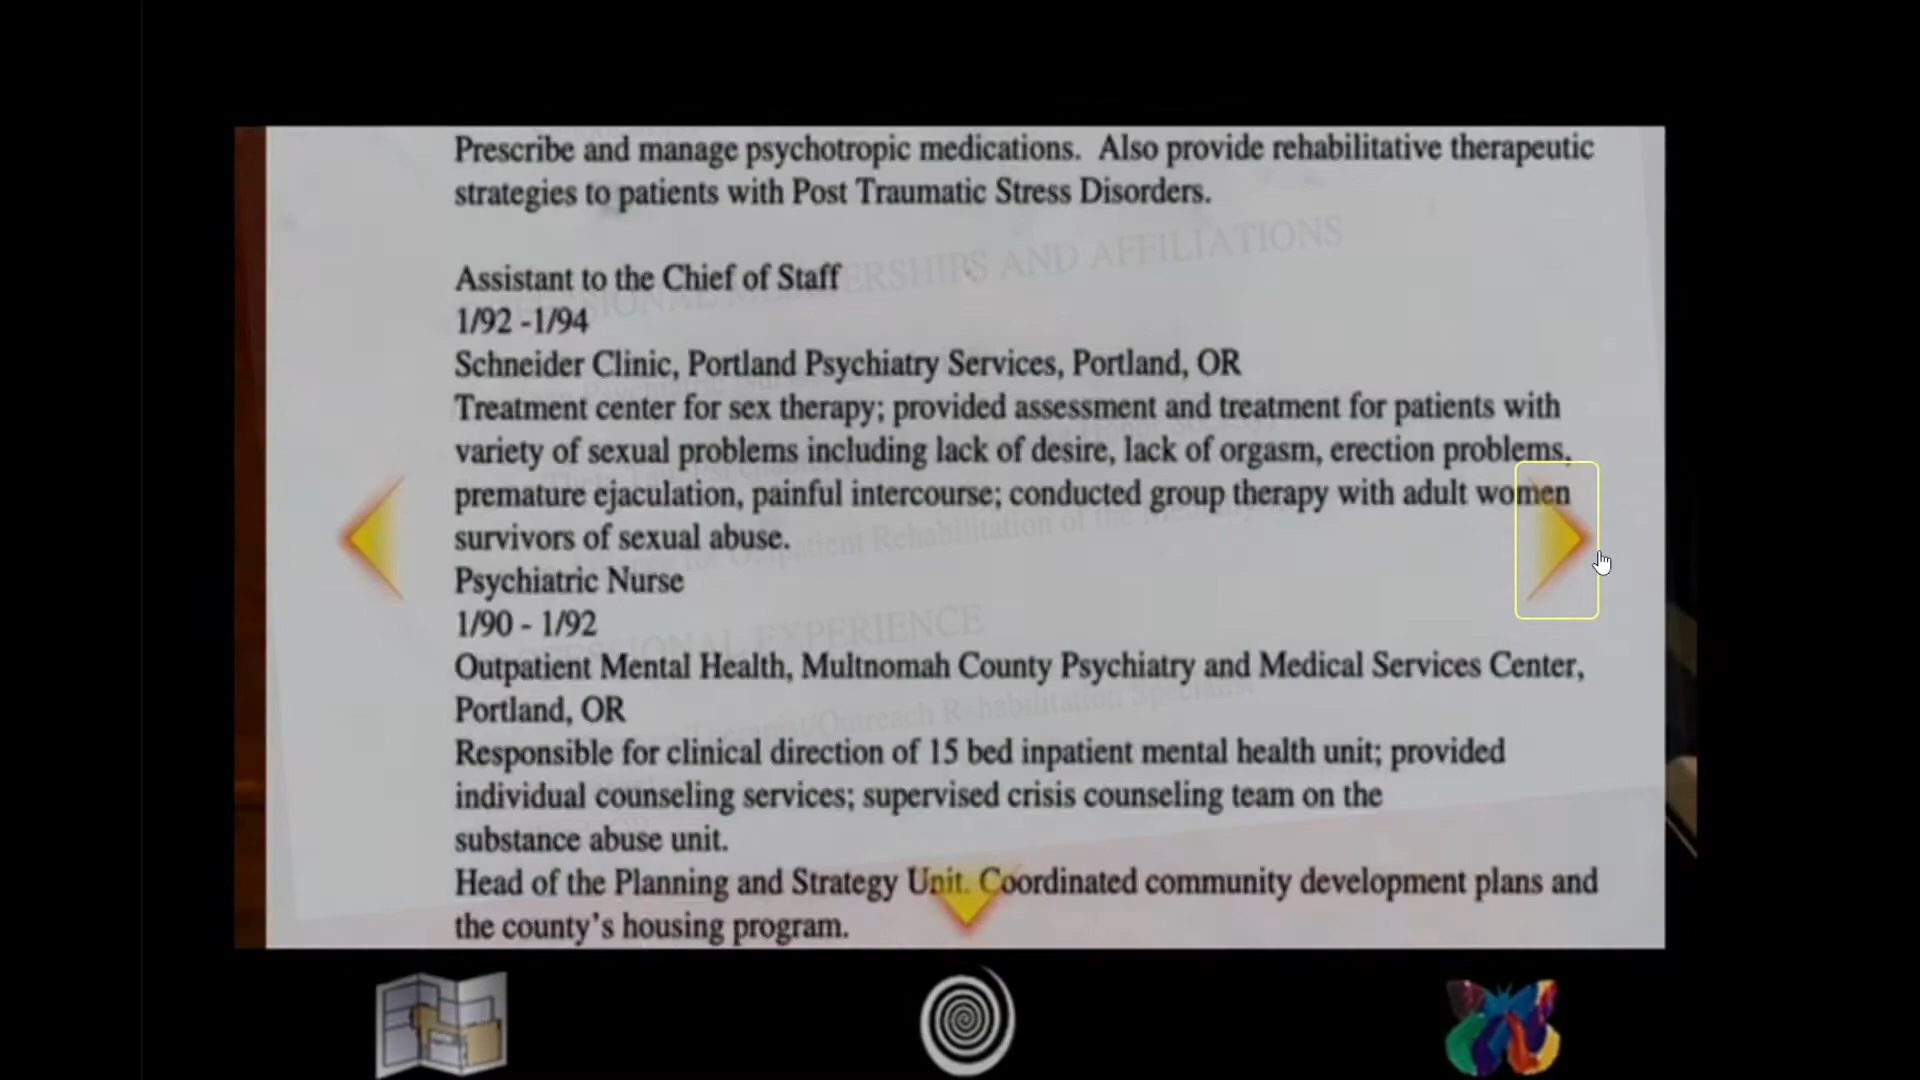 Prescribe and manage psychotropic medications. Also provide rehabilitative therapeutic
strategies to patients with Post Traumatic Stress Disorders.
Assistant to the Chief of Staff
1/92 -1/94
Schneider Clinic, Portland Psychiatry Services, Portland, OR
Treatment center for sex therapy; provided assessment and treatment for patients with
variety of sexual problems including lack of desire, lack of orgasm, erection problems,
premature ejaculation, painful intercourse; conducted group therapy with adult women
survivors of sexual abuse.
Psychiatric Nurse
1/90 - 1/92
Outpatient Mental Health, Multnomah County Psychiatry and Medical Services Center,
Portland, OR
Responsible for clinical direction of 15 bed inpatient mental health unit; provided
individual counseling services; supervised crisis counseling team on the
substance abuse unit.
Head of the Planning and Strategy Unit. Coordinated community development plans and
the county's housing program.